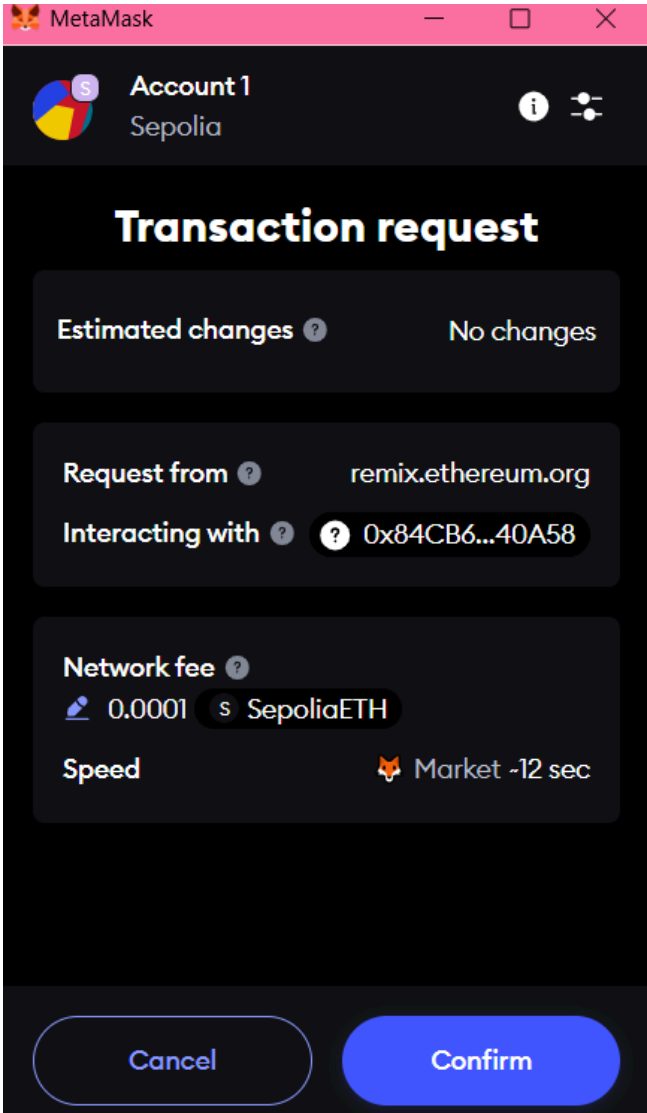 MetaMask
S
Account 1
Sepolia
Transaction request
Estimated changes ? No changes
Request from ? remix.ethereum.org
Interacting with ? ? 0x84CB6...40A58
Network fee ?
0.0001 S SepoliaETH
Speed Market ~12 sec
Cancel Confirm